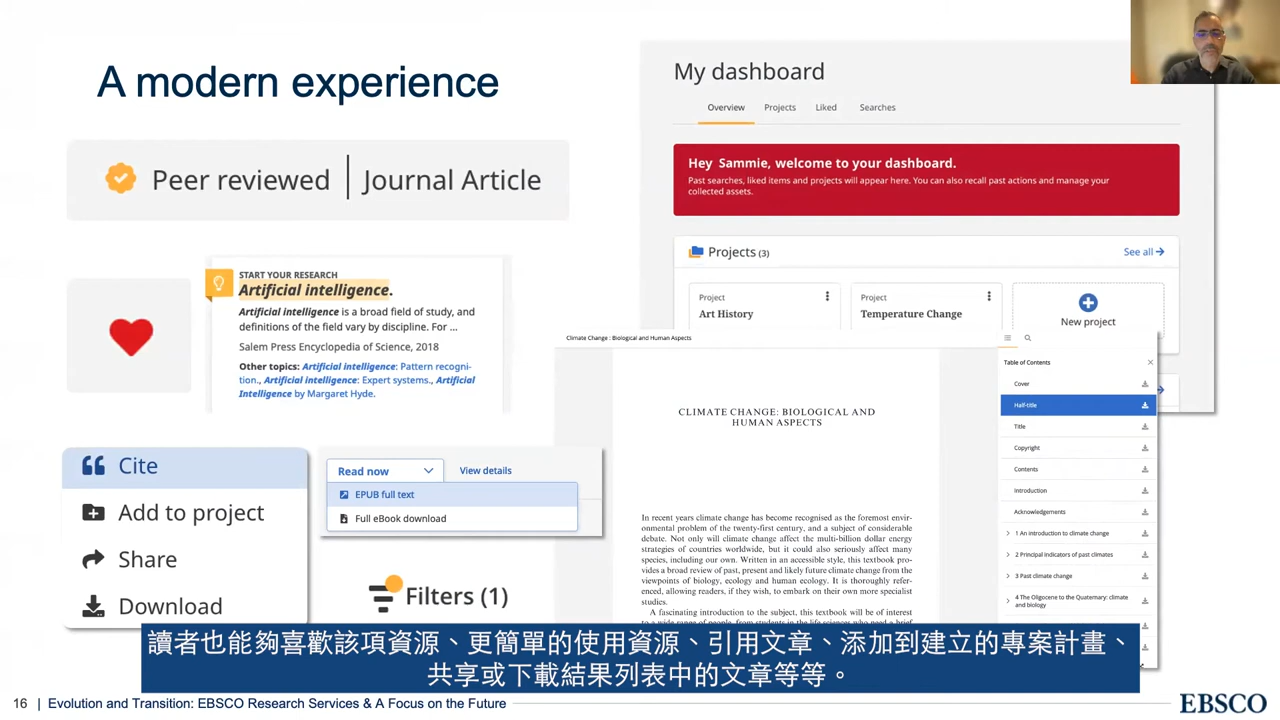 A modern experience
Peer reviewed | Journal Article
START YOUR RESEARCH
Artificial intelligence.
Artificial intelligence is a broad field of study, and
definitions of the field vary by discipline. For ...
Salem Press Encyclopedia of Science, 2018
Other topics: Artificial intelligence: Pattern recogni-
tion., Artificial intelligence: Expert systems., Artificial
Intelligence by Margaret Hyde.
Cite
Add to project
Share
Download
Read now
View details
EPUB full text
Full eBook download
Filters (1)
My dashboard
Overview Projects Liked Searches
Hey Sammie, welcome to your dashboard.
Past searches, liked items and projects will appear here. You can also recall past actions and manage your
collected assets.
Projects (3)
See all
Project
Art History
Project
Temperature Change
New project
Climate Change : Biological and Human Aspects
CLIMATE CHANGE: BIOLOGICAL AND
HUMAN ASPECTS
In recent years climate change has become recognised as the foremost envir-
onmental problem of the twenty-first century, and a subject of considerable
debate. Not only will climate change affect the multi-billion dollar energy
strategies of countries worldwide, but it could also seriously affect many
species, including our own. Written in an accessible style, this textbook pro-
vides a broad review of past, present and likely future climate change from the
viewpoints of biology, ecology and human ecology. It is thoroughly refer-
enced, allowing readers, if they wish, to embark on their own more specialist
studies.
A fascinating introduction to the subject, this textbook will be of interest
Table of Contents
Cover
Half-title
Title
Copyright
Contents
Introduction
Acknowledgements
1 An introduction to climate change
2 Principal indicators of past climates
3 Past climate change
4 The Oligocene to the Quaternary: climate
and biology
讀者也能夠喜歡該項資源、更簡單的使用資源、引用文章、添加到建立的專案計畫、
共享或下載結果列表中的文章等等。
16 | Evolution and Transition: EBSCO Research Services & A Focus on the Future
EBSCO